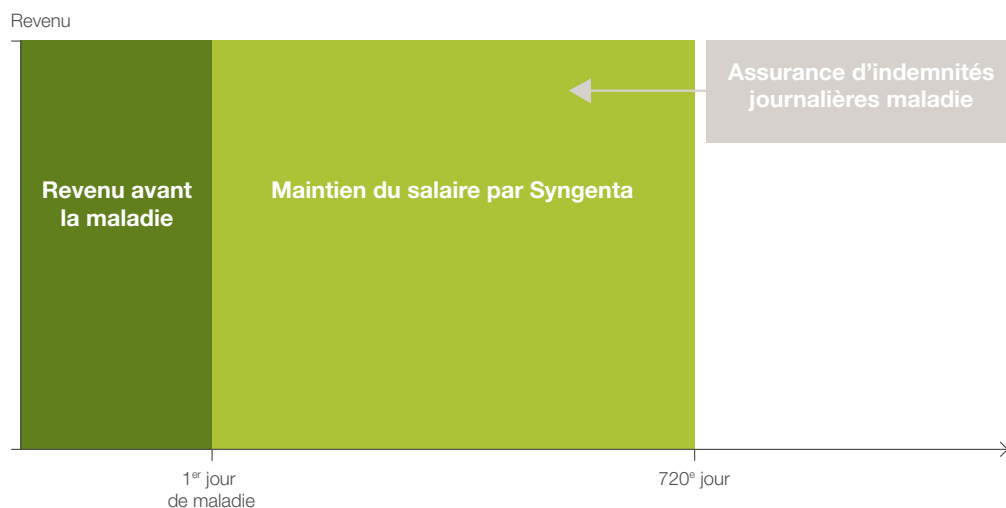 Revenu
Assurance d’indemnités
journalières maladie
Revenu avant
la maladie
Maintien du salaire par Syngenta
1er jour
de maladie
720e jour